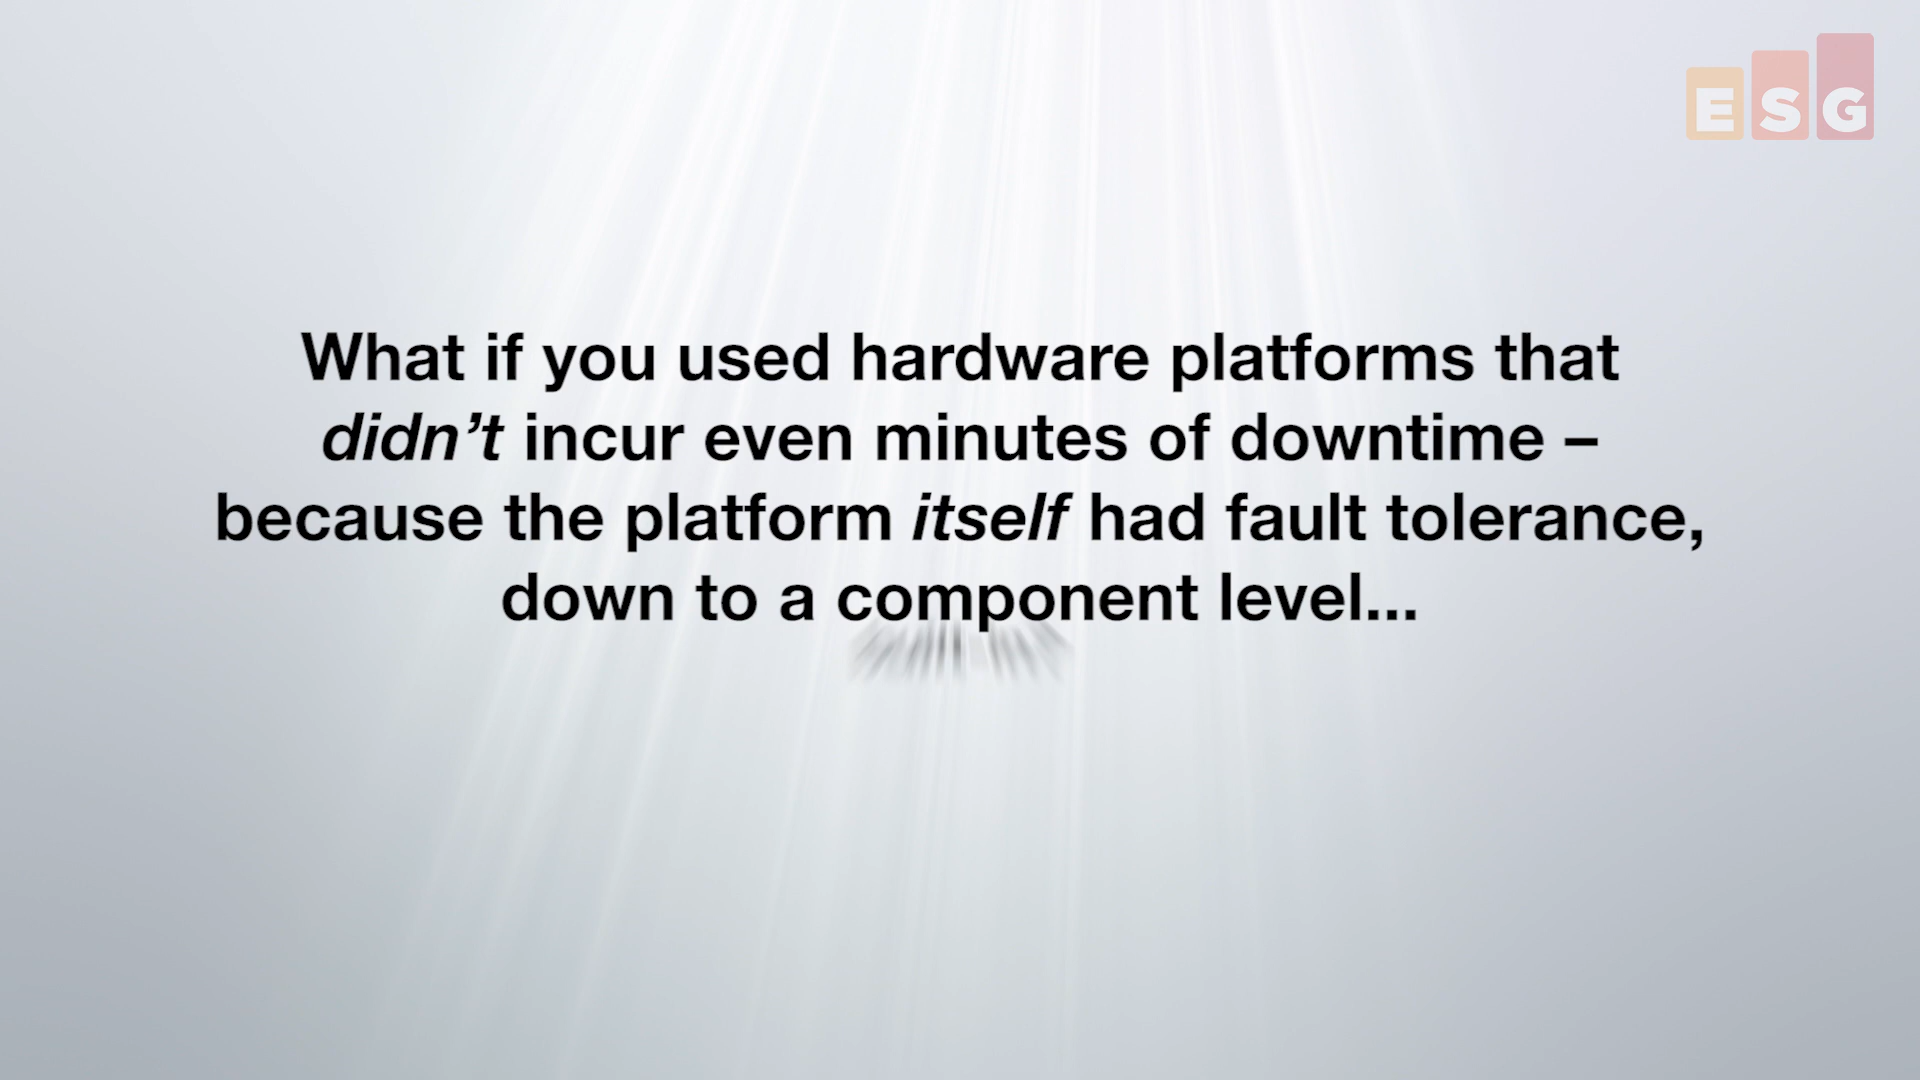 ESG
What if you used hardware platforms that
didn’t incur even minutes of downtime –
because the platform itself had fault tolerance,
down to a component level...